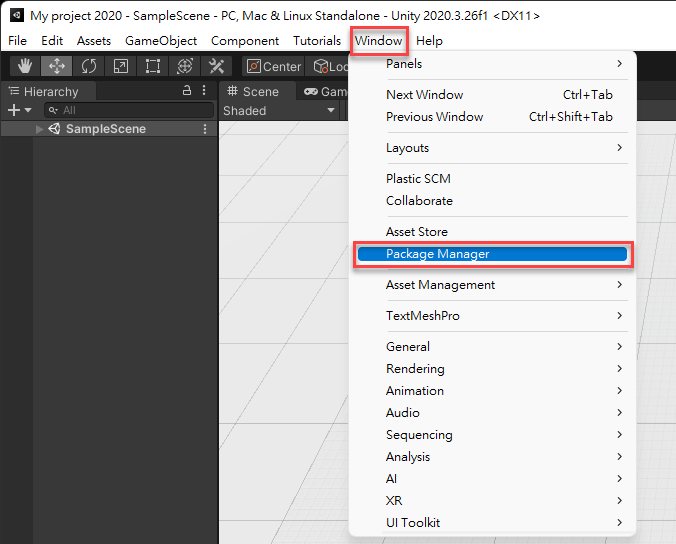 My project 2020 - SampleScene - PC, Mac & Linux Standalone - Unity 2020.3.26f1 <DX11>
File Edit Assets GameObject Component Tutorials Window Help
Center Loc
Hierarchy
All
SampleScene
Scene Gam
Shaded
Panels
Next Window Ctrl+Tab
Previous Window Ctrl+Shift+Tab
Layouts
Plastic SCM
Collaborate
Asset Store
Package Manager
Asset Management
TextMeshPro
General
Rendering
Animation
Audio
Sequencing
Analysis
AI
XR
UI Toolkit